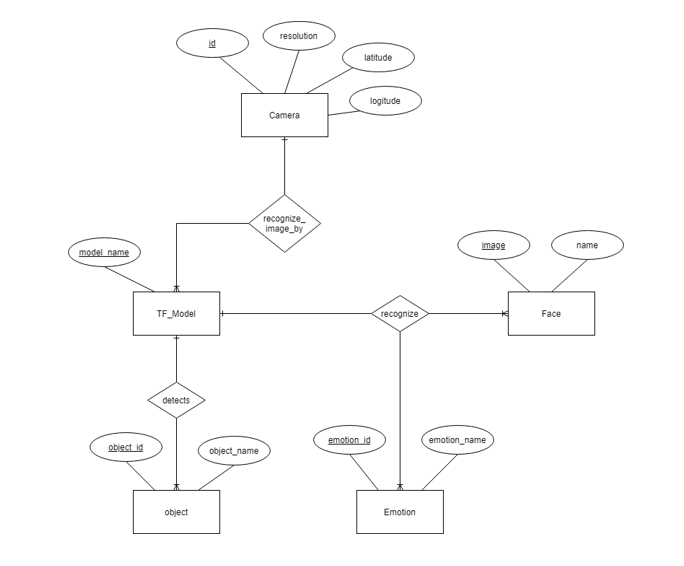 id
resolution
latitude
logitude
Camera
recognize_
image_by
model_name
image
name
TF_Model
recognize
Face
detects
object_id
object_name
emotion_id
emotion_name
object
Emotion